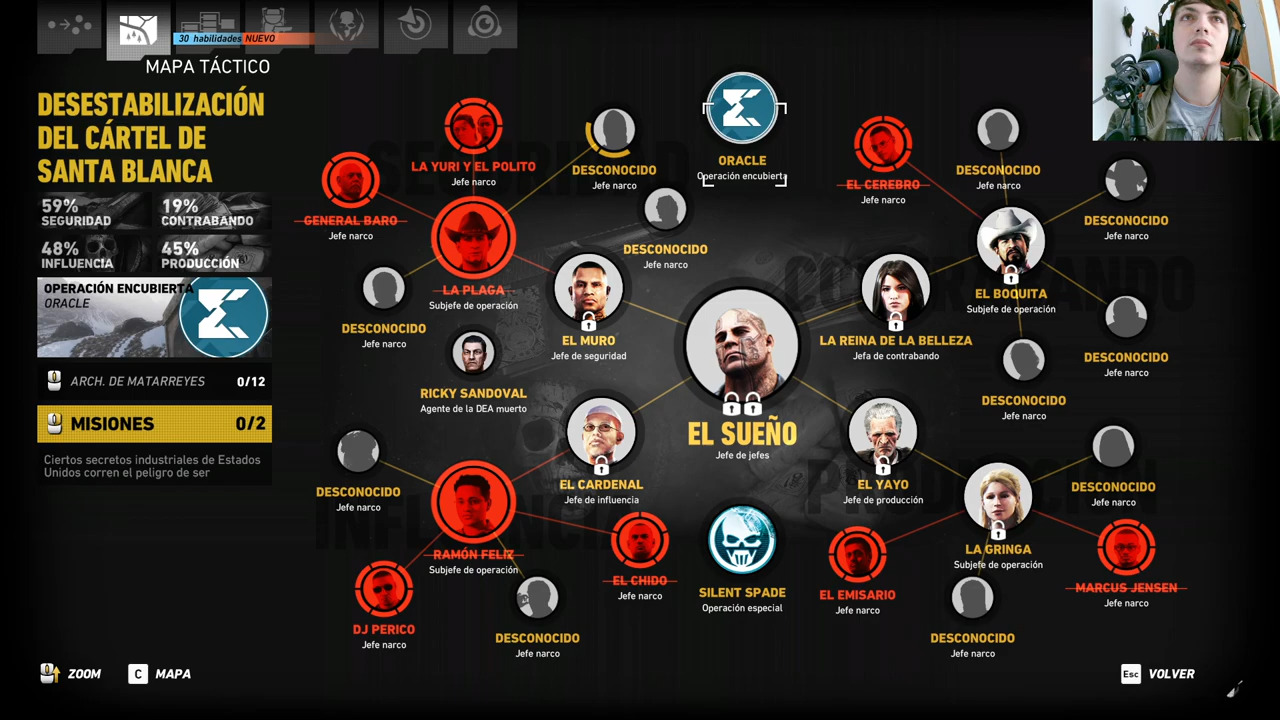 30 habilidades NUEVO
MAPA TÁCTICO
DESESTABILIZACIÓN
DEL CÁRTEL DE
SANTA BLANCA
59%
SEGURIDAD
19%
CONTRABANDO
48%
INFLUENCIA
45%
PRODUCCIÓN
OPERACIÓN ENCUBIERTA
ORACLE
ARCH. DE MATARREYES 0/12
MISIONES 0/2
Ciertos secretos industriales de Estados
Unidos corren el peligro de ser
SEGURIDAD
CONTRABANDO
INFLUENCIA
PRODUCCIÓN
LA YURI Y EL POLITO
Jefe narco
DESCONOCIDO
Jefe narco
ORACLE
Operación encubierta
EL CEREBRO
Jefe narco
DESCONOCIDO
Jefe narco
GENERAL BARO
Jefe narco
DESCONOCIDO
Jefe narco
DESCONOCIDO
Jefe narco
LA PLAGA
Subjefe de operación
EL BOQUITA
Subjefe de operación
DESCONOCIDO
Jefe narco
EL MURO
Jefe de seguridad
LA REINA DE LA BELLEZA
Jefa de contrabando
DESCONOCIDO
Jefe narco
RICKY SANDOVAL
Agente de la DEA muerto
DESCONOCIDO
Jefe narco
EL SUEÑO
Jefe de jefes
EL CARDENAL
Jefe de influencia
EL YAYO
Jefe de producción
DESCONOCIDO
Jefe narco
DESCONOCIDO
Jefe narco
RAMÓN FELIZ
Subjefe de operación
LA GRINGA
Subjefe de operación
EL CHIDO
Jefe narco
SILENT SPADE
Operación especial
EL EMISARIO
Jefe narco
MARCUS JENSEN
Jefe narco
DJ PERICO
Jefe narco
DESCONOCIDO
Jefe narco
DESCONOCIDO
Jefe narco
ZOOM
C MAPA
Esc VOLVER